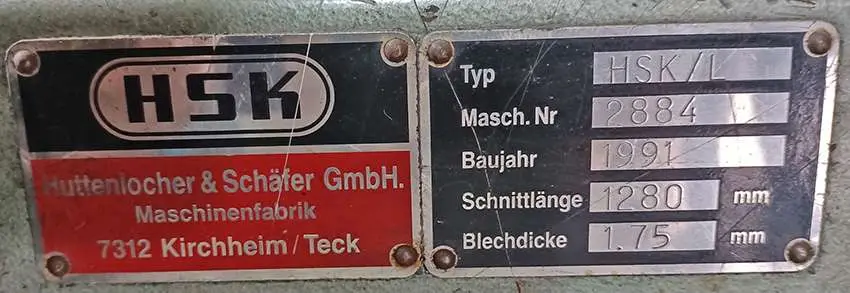 HSK
Huttenlocher & Schäfer GmbH.
Maschinenfabrik
7312 Kirchheim/Teck
Typ HSK/L
Masch. Nr 2884
Baujahr 1991
Schnittlänge 1280 mm
Blechdicke 1.75 mm